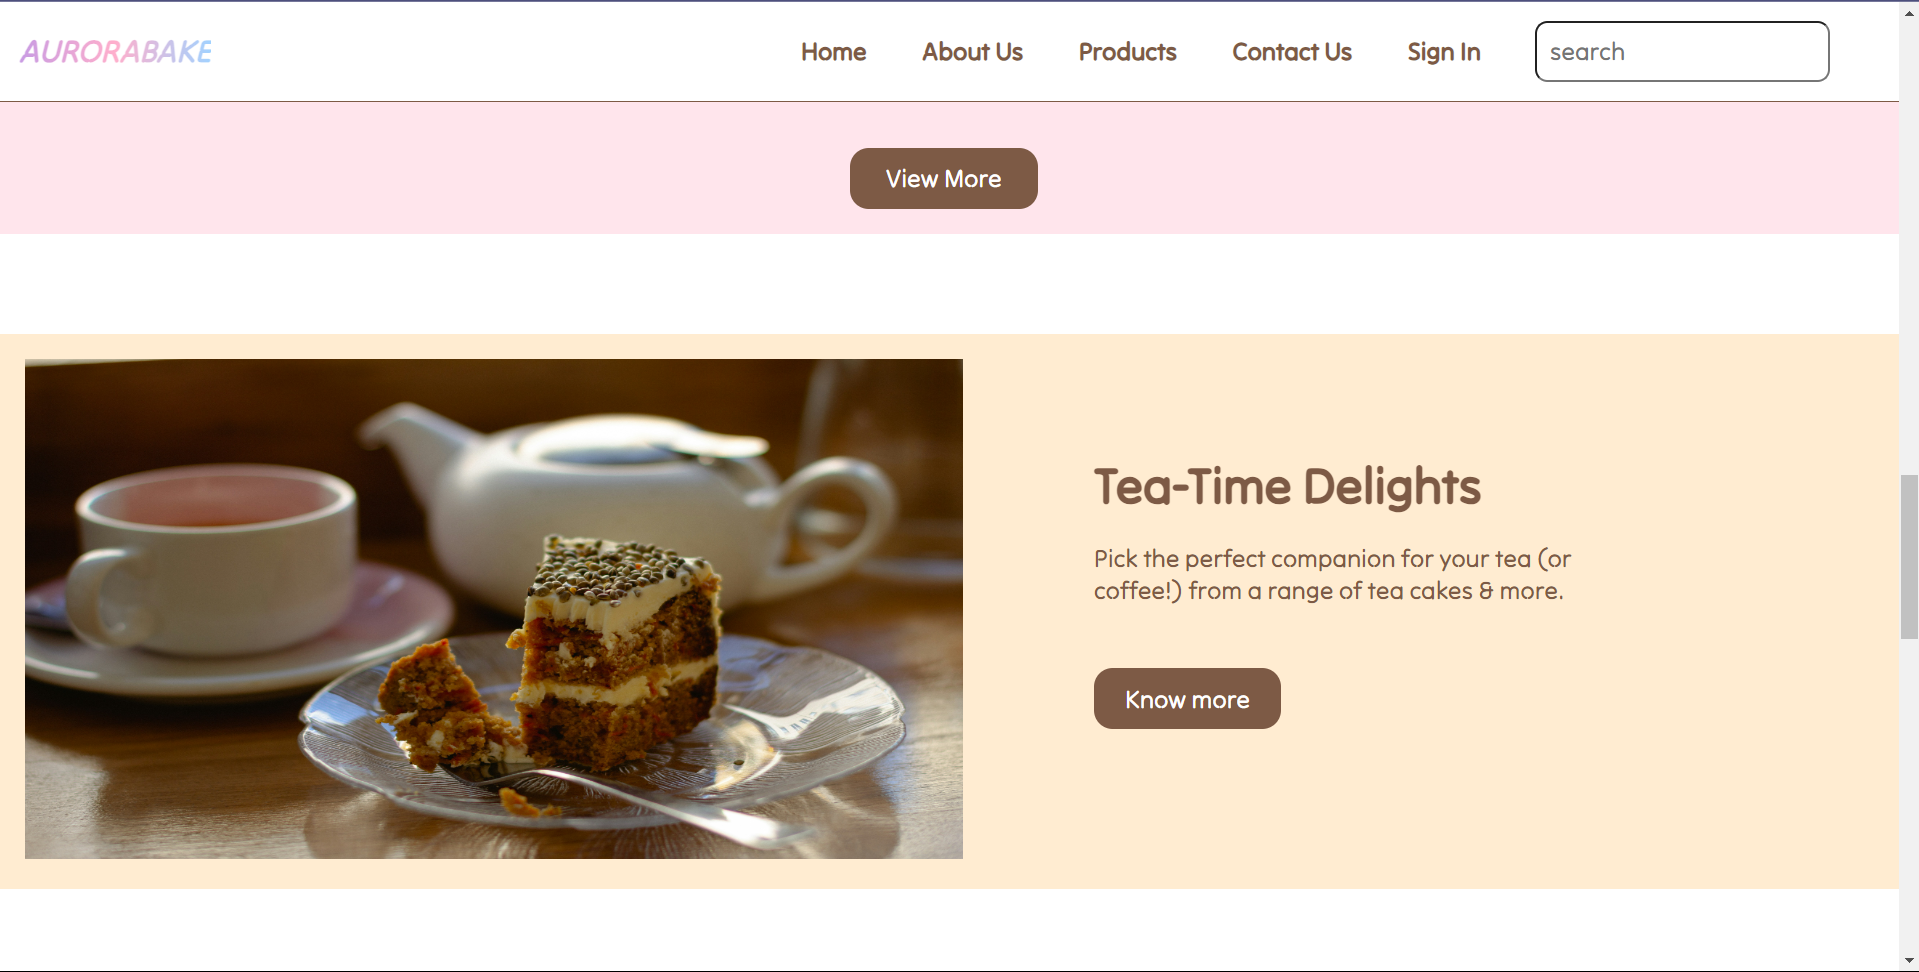 AURORABAKE
Home About Us Products Contact Us Sign In search
View More
Tea-Time Delights
Pick the perfect companion for your tea (or
coffee!) from a range of tea cakes & more.
Know more